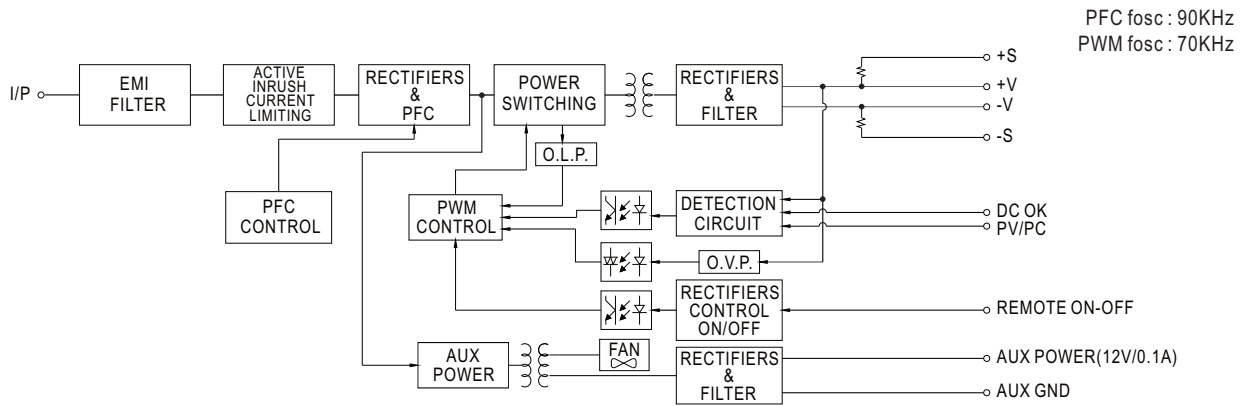 PFC fosc : 90KHz
PWM fosc : 70KHz
I/P
EMI
FILTER
ACTIVE
INRUSH
CURRENT
LIMITING
RECTIFIERS
&
PFC
POWER
SWITCHING
RECTIFIERS
&
FILTER
+S
+V
-V
-S
O.L.P.
PFC
CONTROL
PWM
CONTROL
DETECTION
CIRCUIT
DC OK
PV/PC
O.V.P.
RECTIFIERS
CONTROL
ON/OFF
REMOTE ON-OFF
AUX
POWER
FAN
RECTIFIERS
&
FILTER
AUX POWER(12V/0.1A)
AUX GND